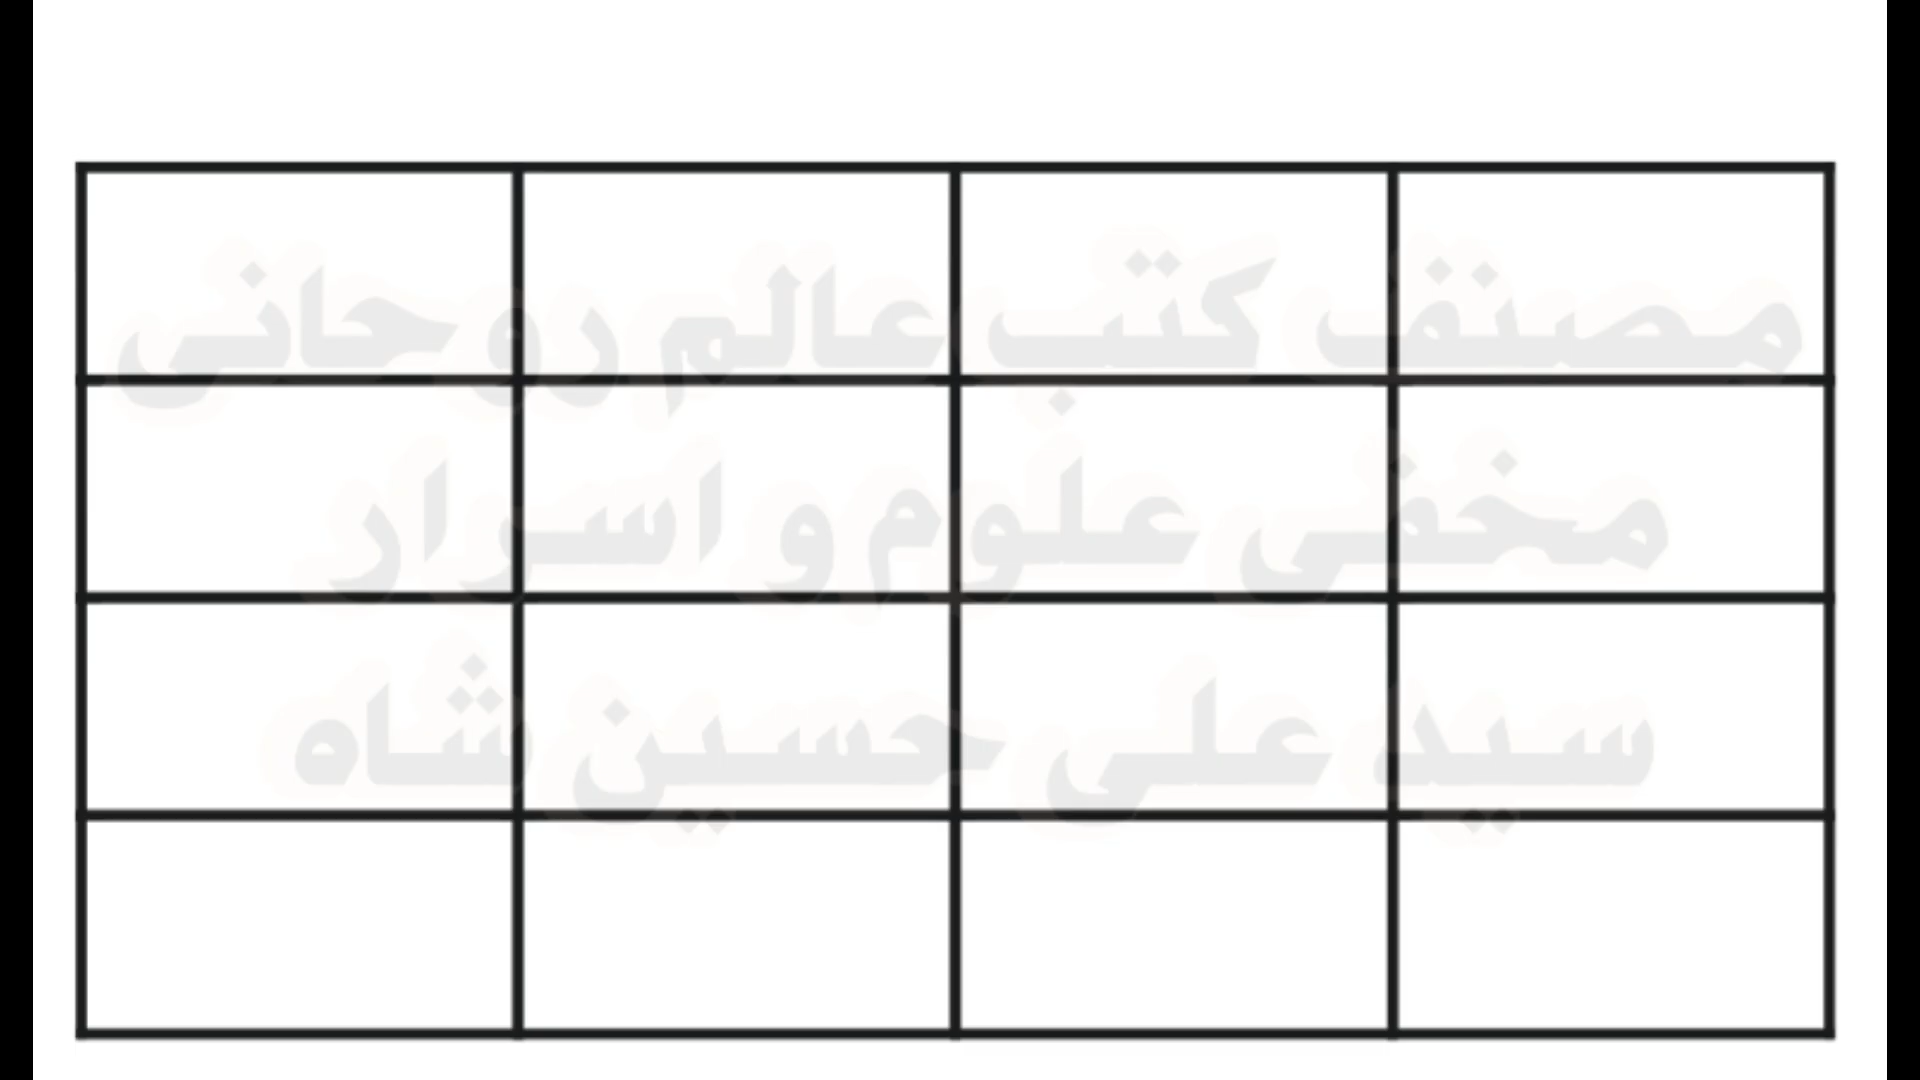 مصنف کتب عالم روحانی
مخفی علوم و اسرار
سید علی حسین شاہ